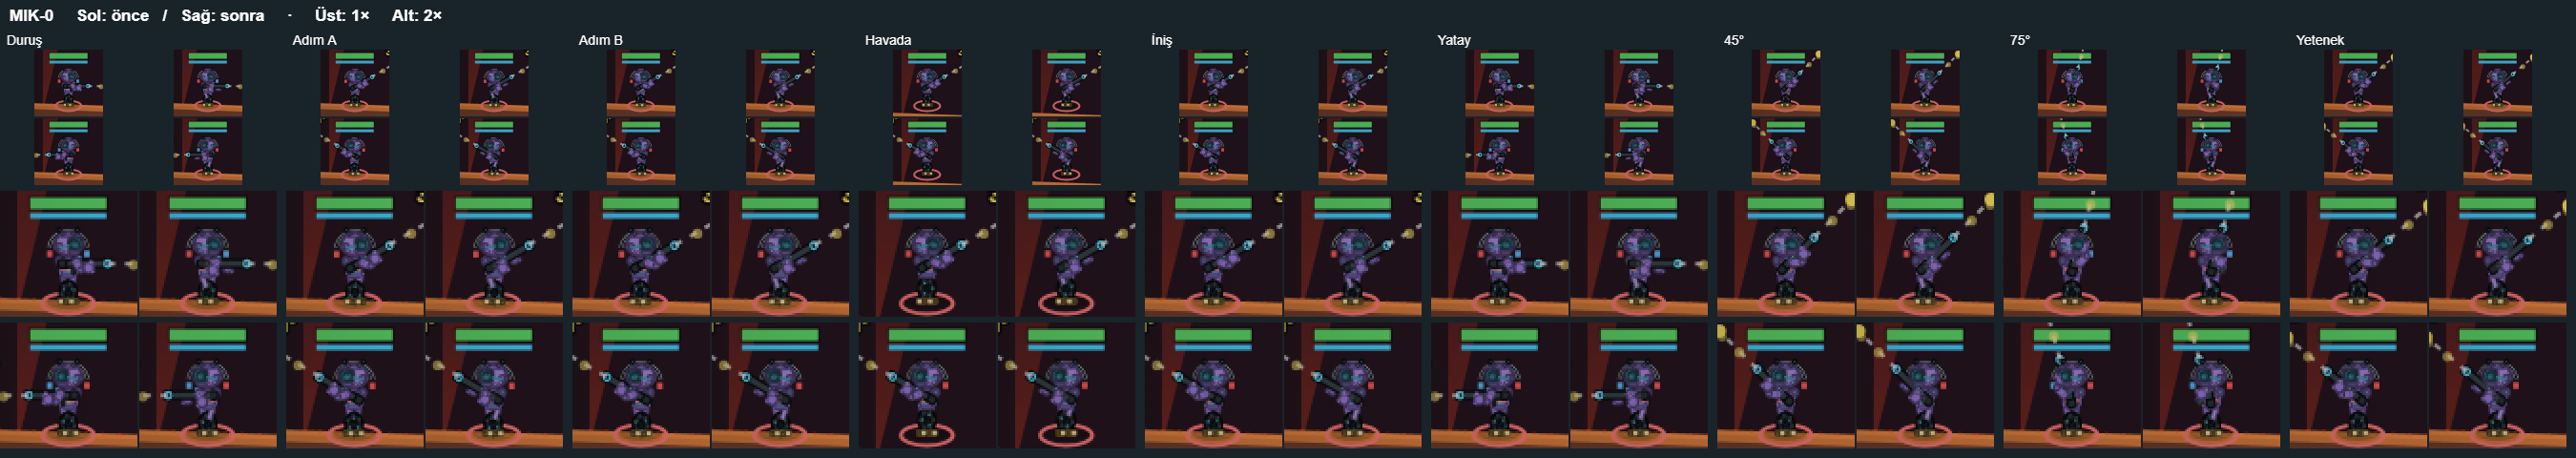 MIK-0 Sol: önce / Sağ: sonra · Üst: 1× Alt: 2×
Duruş Adım A Adım B Havada İniş Yatay 45° 75° Yetenek